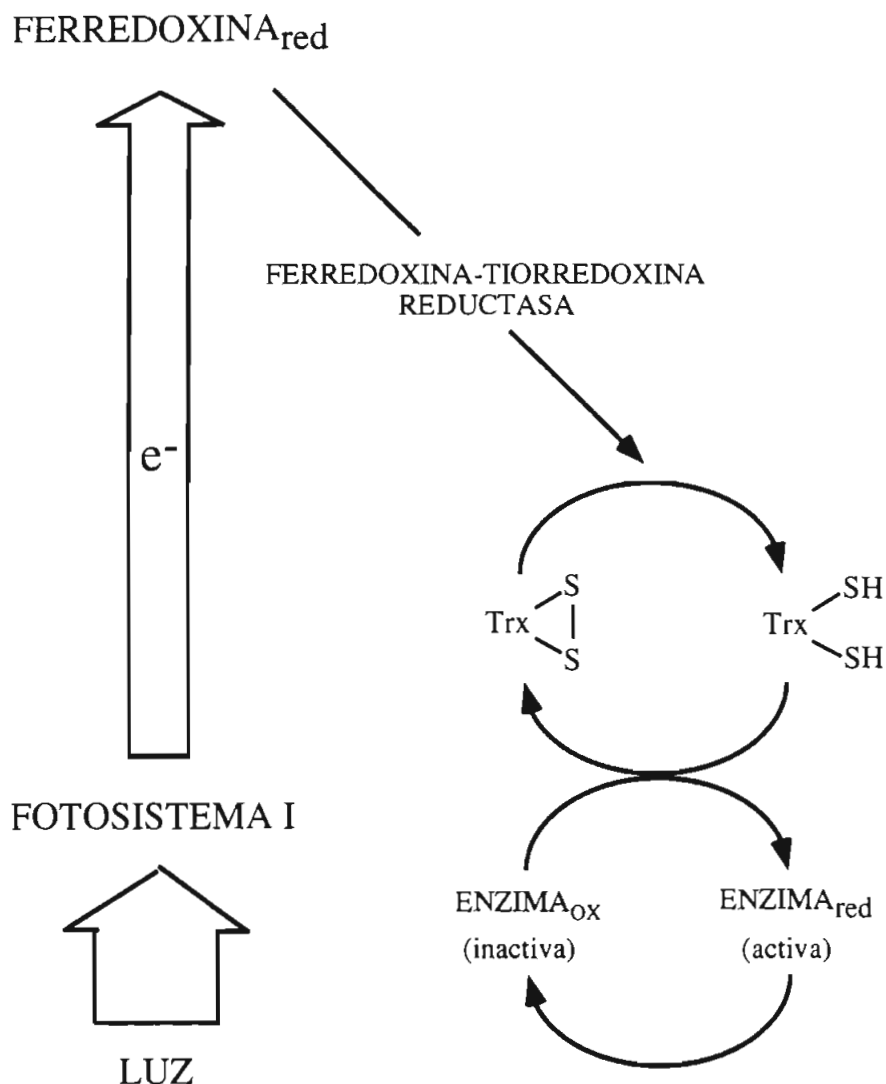 FERREDOXINAred
FERREDOXINA-TIORREDOXINA
REDUCTASA
e-
S
Trx
S
SH
Trx
SH
FOTOSISTEMA I
ENZIMAox
(inactiva)
ENZIMAred
(activa)
LUZ